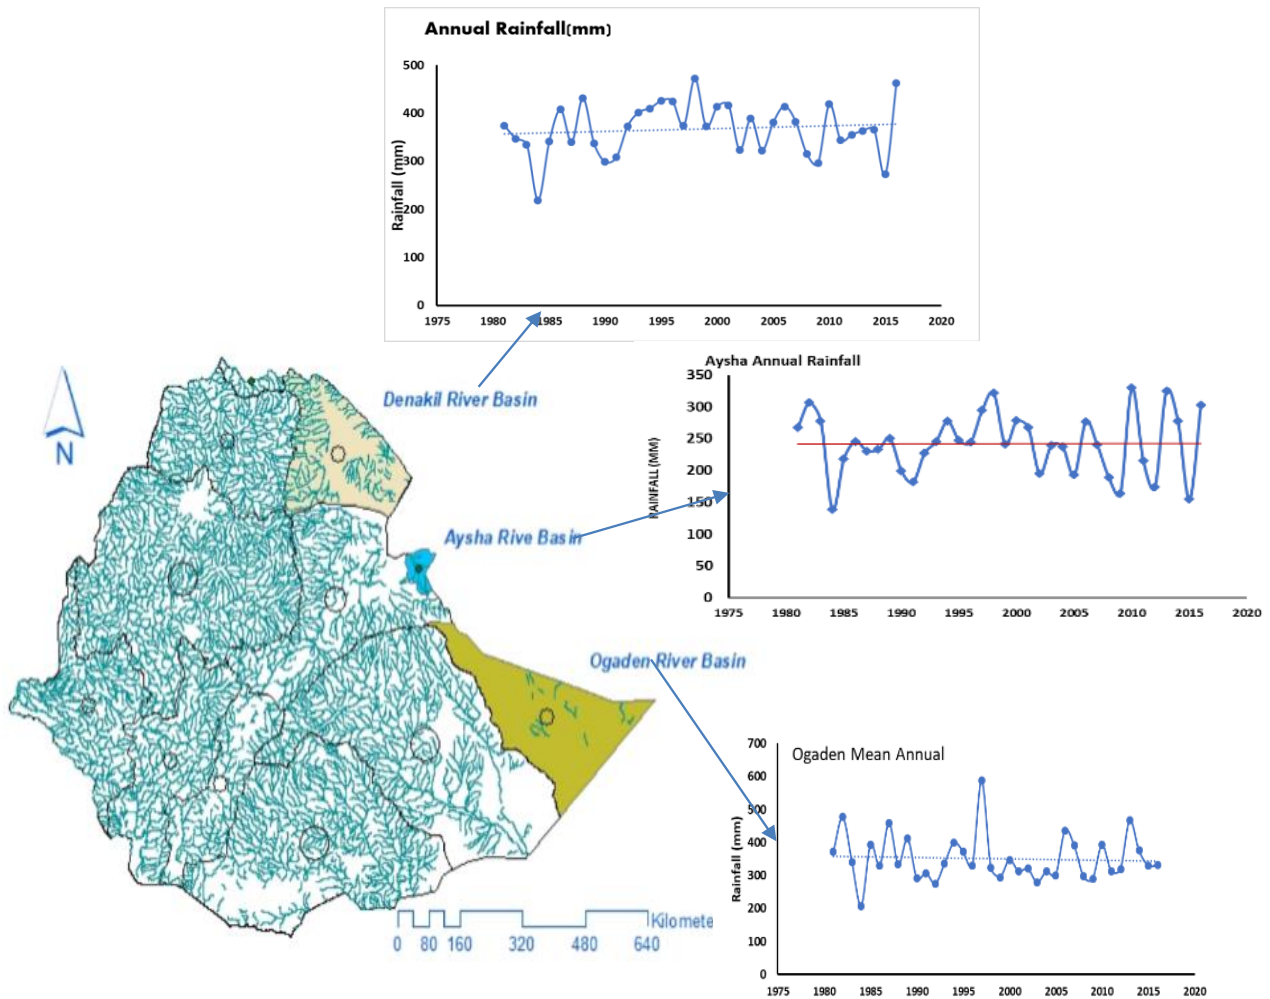 Annual Rainfall(mm)
500
400
300
200
100
0
Rainfall (mm)
1975 1980 1985 1990 1995 2000 2005 2010 2015 2020
Denakil River Basin
Aysha Annual Rainfall
350
300
250
200
150
100
50
0
RAINFALL (MM)
1975 1980 1985 1990 1995 2000 2005 2010 2015 2020
N
Aysha Rive Basin
Ogaden River Basin
Ogaden Mean Annual
700
600
500
400
300
200
100
0
Rainfall (mm)
1975 1980 1985 1990 1995 2000 2005 2010 2015 2020
Kilomete
0 80 160 320 480 640